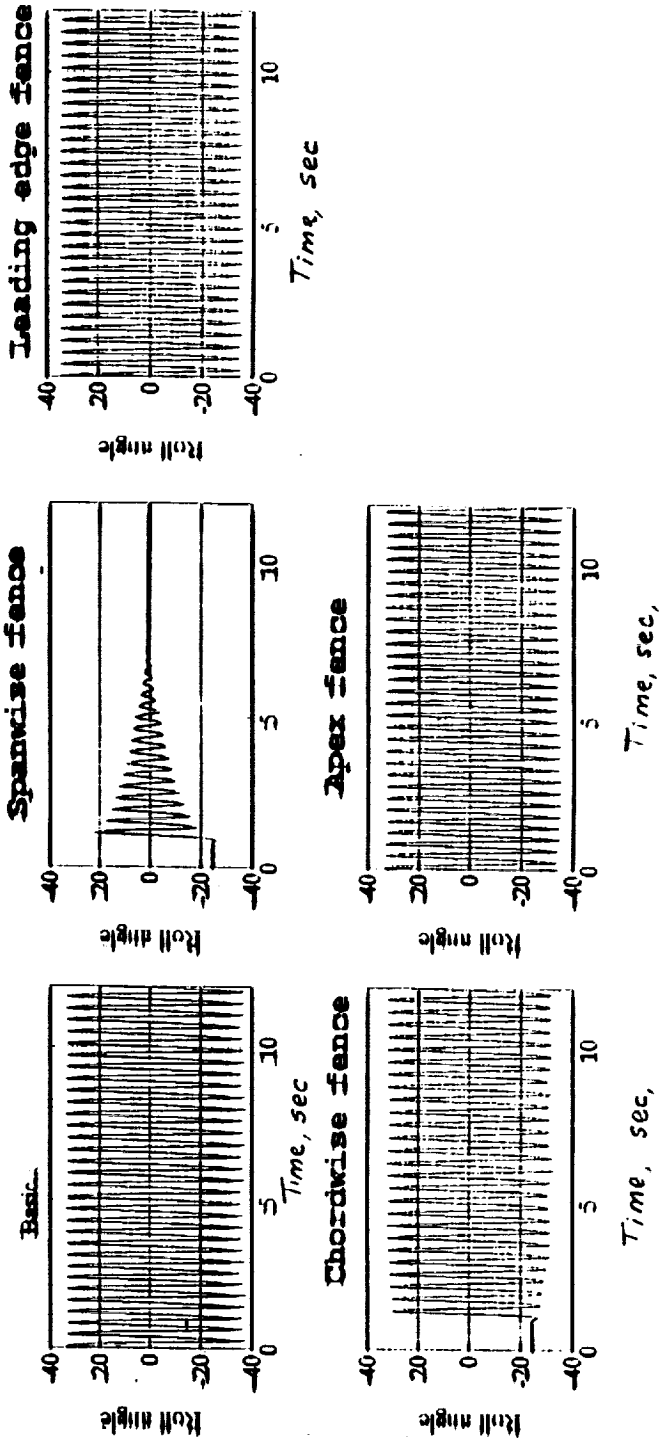 Basic
40
20
0
-20
-40
Roll angle
0
5
10
Time, sec
Spanwise fence
40
20
0
-20
-40
Roll angle
0
5
10
Leading edge fence
40
20
0
-20
-40
Roll angle
0
5
10
Time, sec
Chordwise fence
40
20
0
-20
-40
Roll angle
0
5
10
Time, sec,
Apex fence
40
20
0
-20
-40
Roll angle
0
5
10
Time, sec,